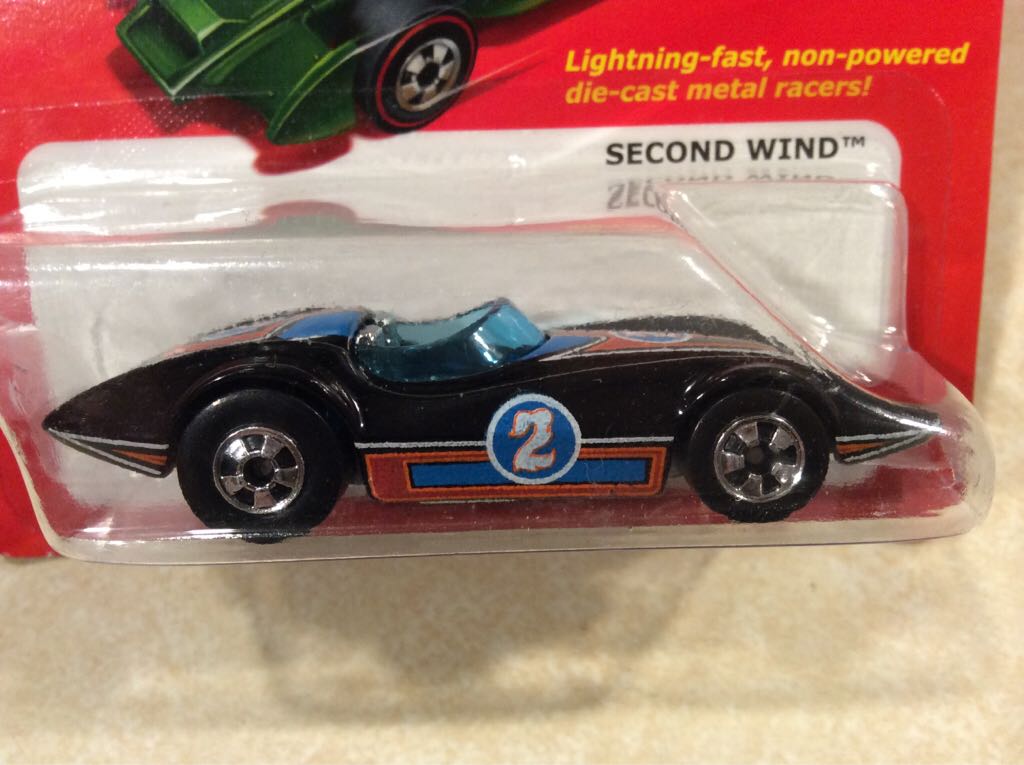 Lightning-fast, non-powered
die-cast metal racers!
SECOND WIND™
2